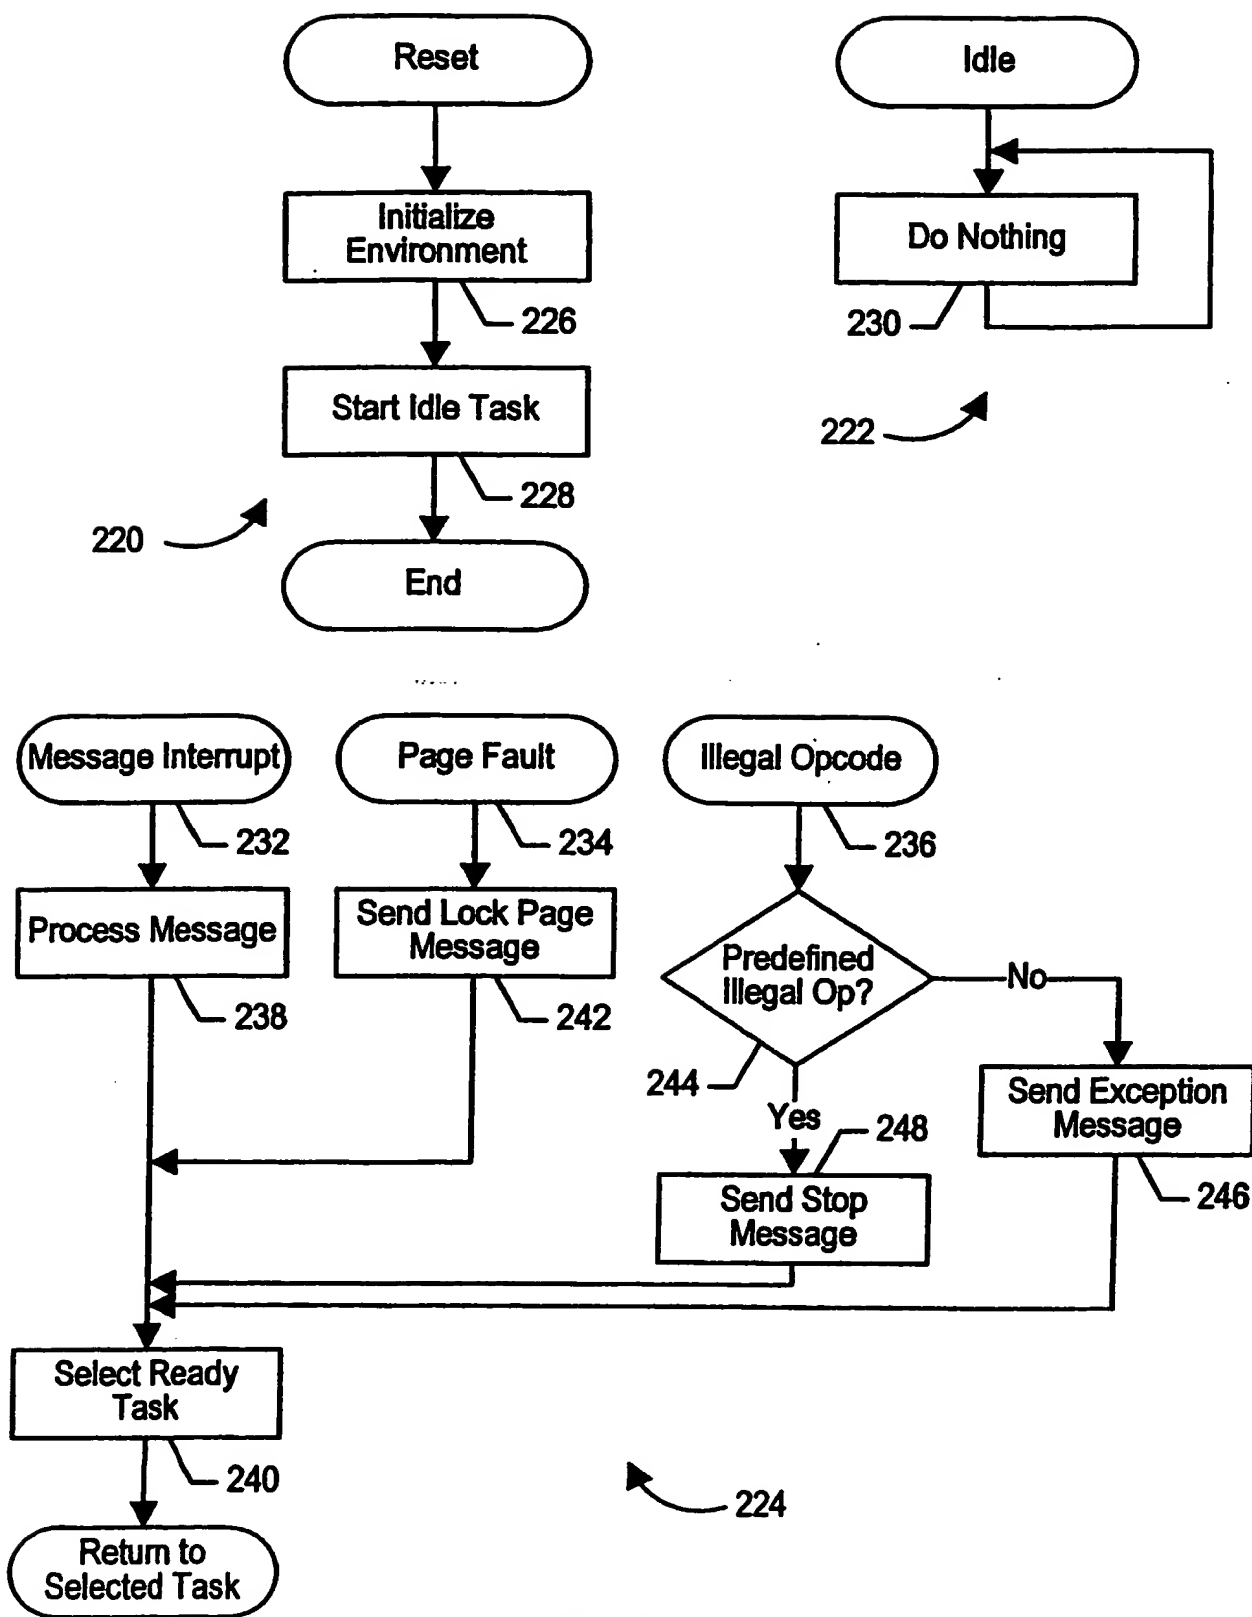 Reset
Initialize
Environment
226
Start Idle Task
228
220
End
Idle
Do Nothing
230
222
Message Interrupt
232
Process Message
238
Page Fault
234
Send Lock Page
Message
242
Illegal Opcode
236
Predefined
Illegal Op?
244
No
Yes
248
Send Stop
Message
Send Exception
Message
246
Select Ready
Task
240
Return to
Selected Task
224